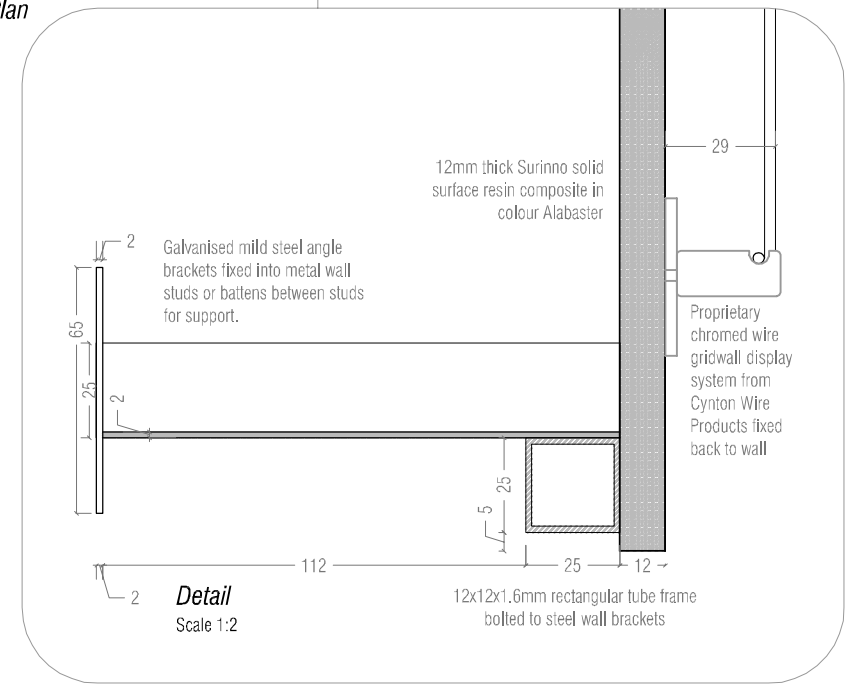 Plan
29
12mm thick Surinno solid
surface resin composite in
colour Alabaster
2
Galvanised mild steel angle
brackets fixed into metal wall
studs or battens between studs
for support.
65
25
2
Proprietary
chromed wire
gridwall display
system from
Cynton Wire
Products fixed
back to wall
25
5
112
25
12
2
Detail
Scale 1:2
12x12x1.6mm rectangular tube frame
bolted to steel wall brackets